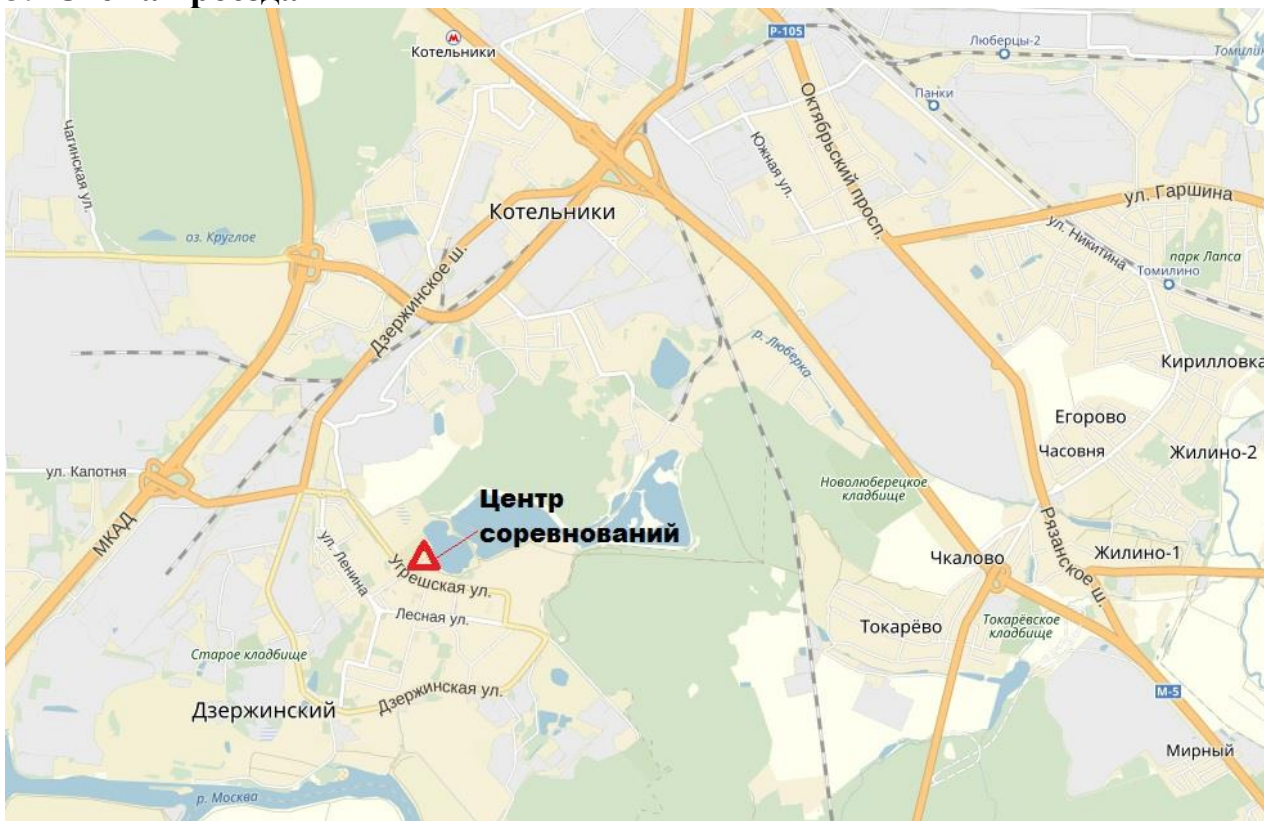 Р-105
Люберцы-2
Котельники
Панки
Чагинская ул.
Октябрьский просп.
Южная ул.
ул. Гаршина
Котельники
оз. Круглое
ул. Никитина
парк Лапса
Томилино
Дзержинское ш.
р. Люберка
Кирилловка
Егорово
Часовня
Жилино-2
ул. Капотня
Новолюберецкое
кладбище
Центр
соревнований
МКАД
ул. Ленина
Угрешская ул.
Рязанское ш.
Чкалово
Жилино-1
Лесная ул.
Токарёво
Токарёвское
кладбище
Старое кладбище
Дзержинская ул.
Дзержинский
М-5
Мирный
р. Москва